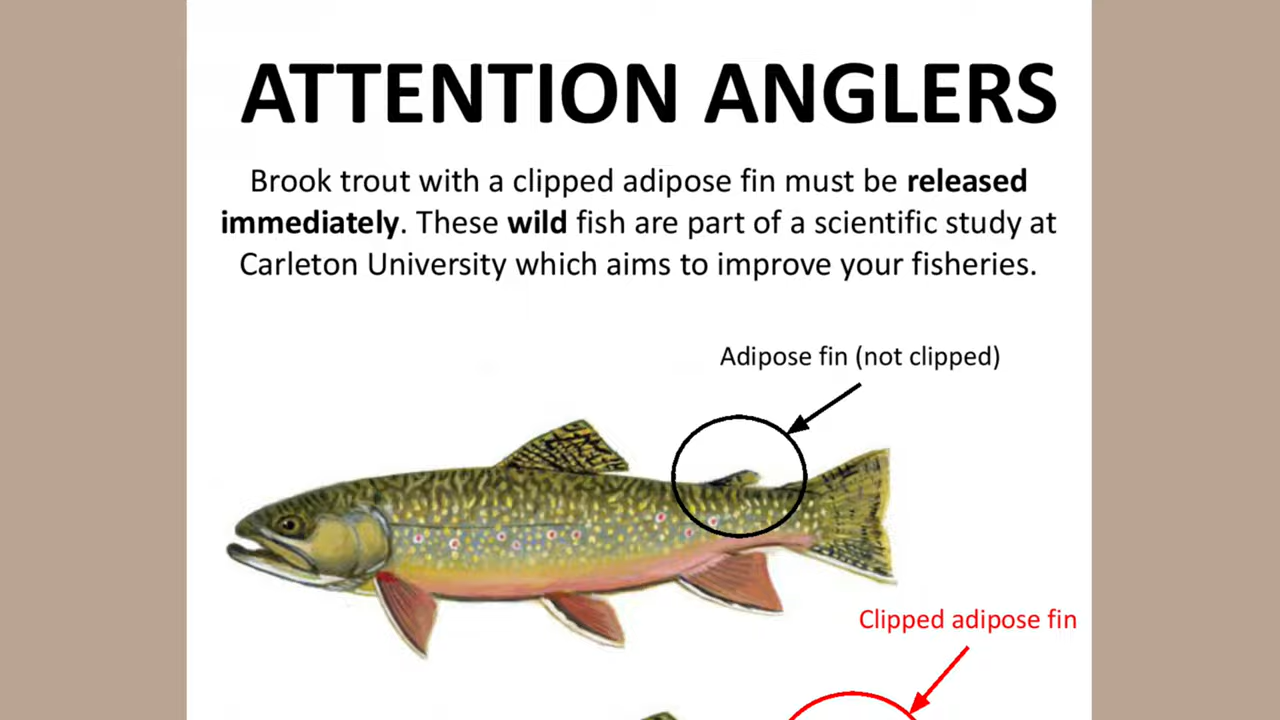 ATTENTION ANGLERS
Brook trout with a clipped adipose fin must be released
immediately. These wild fish are part of a scientific study at
Carleton University which aims to improve your fisheries.
Adipose fin (not clipped)
Clipped adipose fin